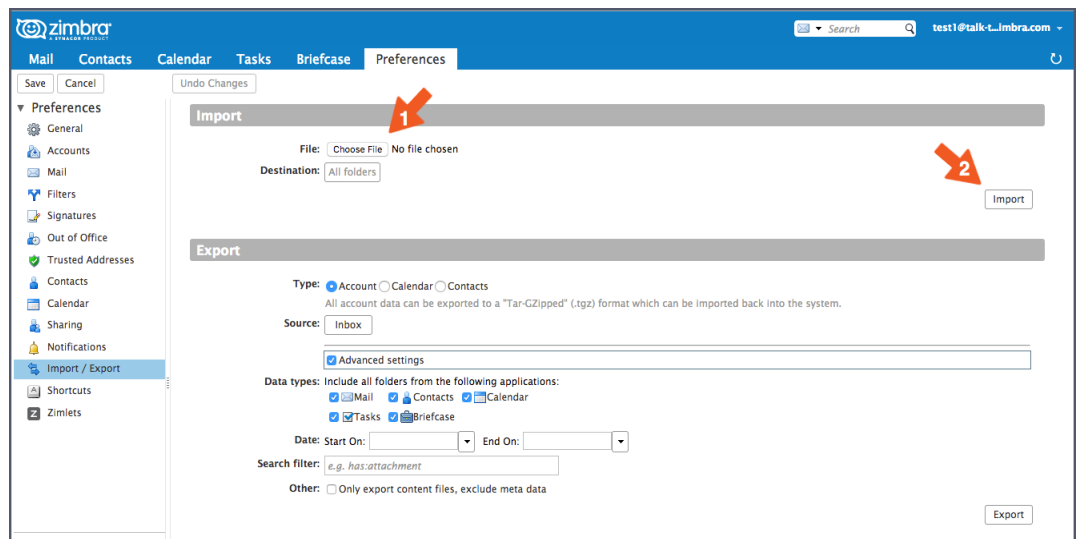 zimbra
A SYNACOR PRODUCT
Search
test1@talk-t...imbra.com
Mail Contacts Calendar Tasks Briefcase Preferences
Save Cancel Undo Changes
Preferences
General
Accounts
Mail
Filters
Signatures
Out of Office
Trusted Addresses
Contacts
Calendar
Sharing
Notifications
Import / Export
Shortcuts
Zimlets
Import
1
File: Choose File No file chosen
Destination: All folders
2
Import
Export
Type: Account Calendar Contacts
All account data can be exported to a "Tar-GZipped" (.tgz) format which can be imported back into the system.
Source: Inbox
Advanced settings
Data types: Include all folders from the following applications:
Mail Contacts Calendar
Tasks Briefcase
Date: Start On: End On:
Search filter: e.g. has:attachment
Other: Only export content files, exclude meta data
Export